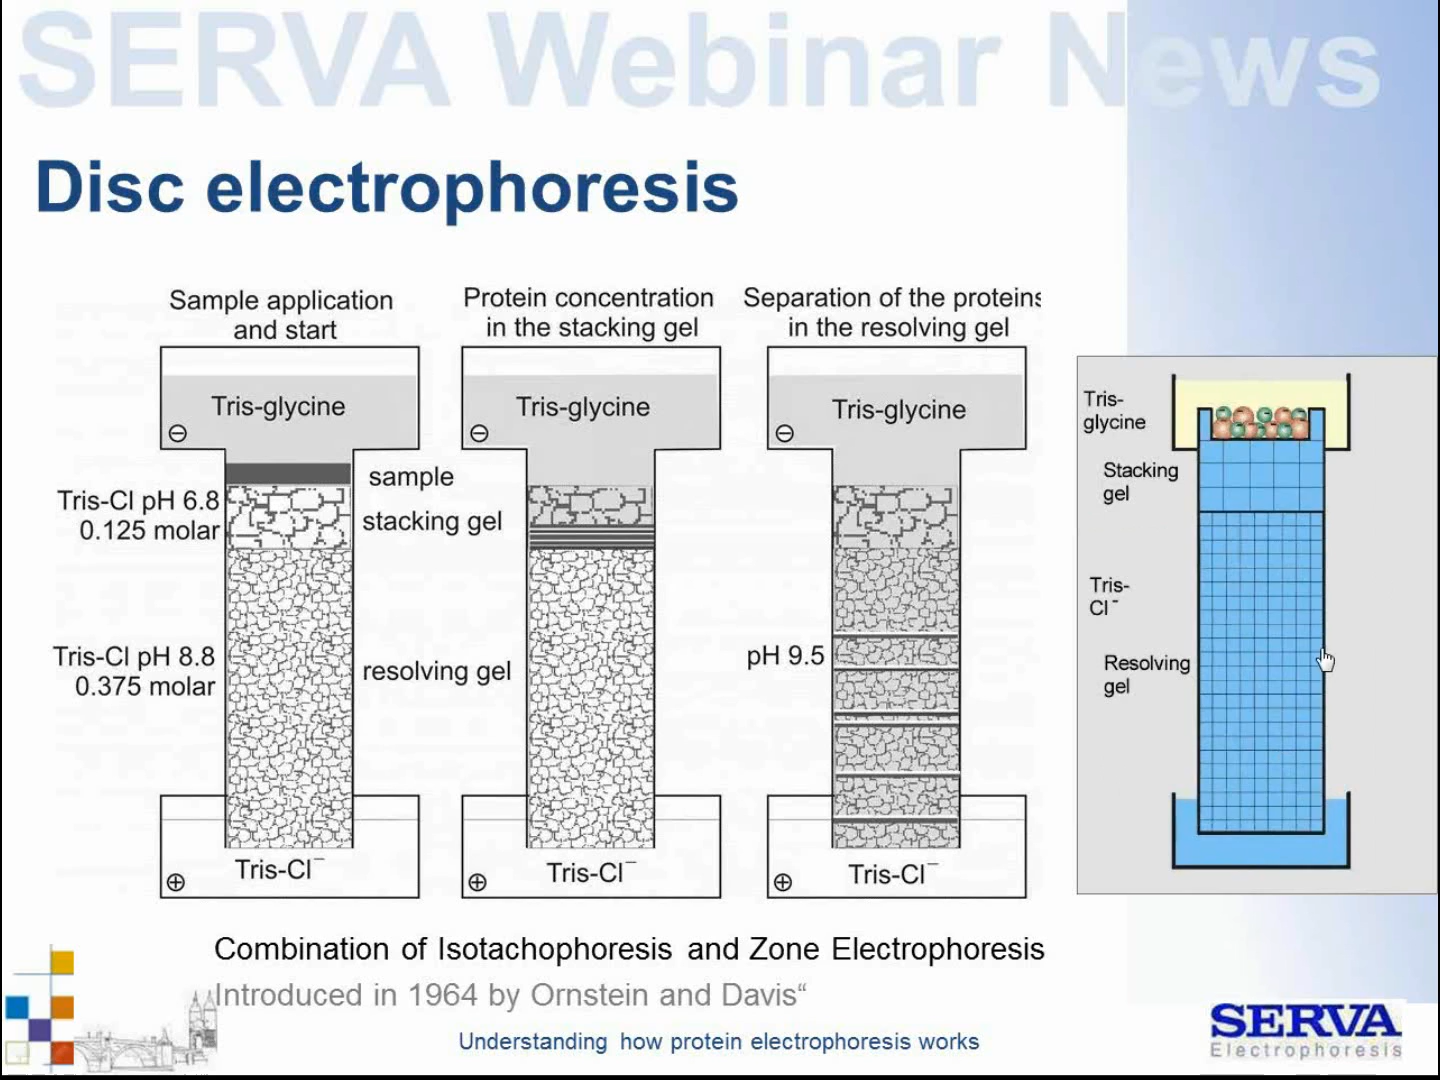 SERVA Webinar News
Disc electrophoresis
Sample application
and start
Protein concentration
in the stacking gel
Separation of the proteins
in the resolving gel
Tris-glycine
⊖
sample
Tris-Cl pH 6.8
0.125 molar
stacking gel
Tris-Cl pH 8.8
0.375 molar
resolving gel
Tris-Cl⁻
⊕
Tris-glycine
⊖
Tris-Cl⁻
⊕
Tris-glycine
⊖
pH 9.5
Tris-Cl⁻
⊕
Tris-
glycine
Stacking
gel
Tris-
Cl⁻
Resolving
gel
Combination of Isotachophoresis and Zone Electrophoresis
Introduced in 1964 by Ornstein and Davis“
Understanding how protein electrophoresis works
SERVA
Electrophoresis